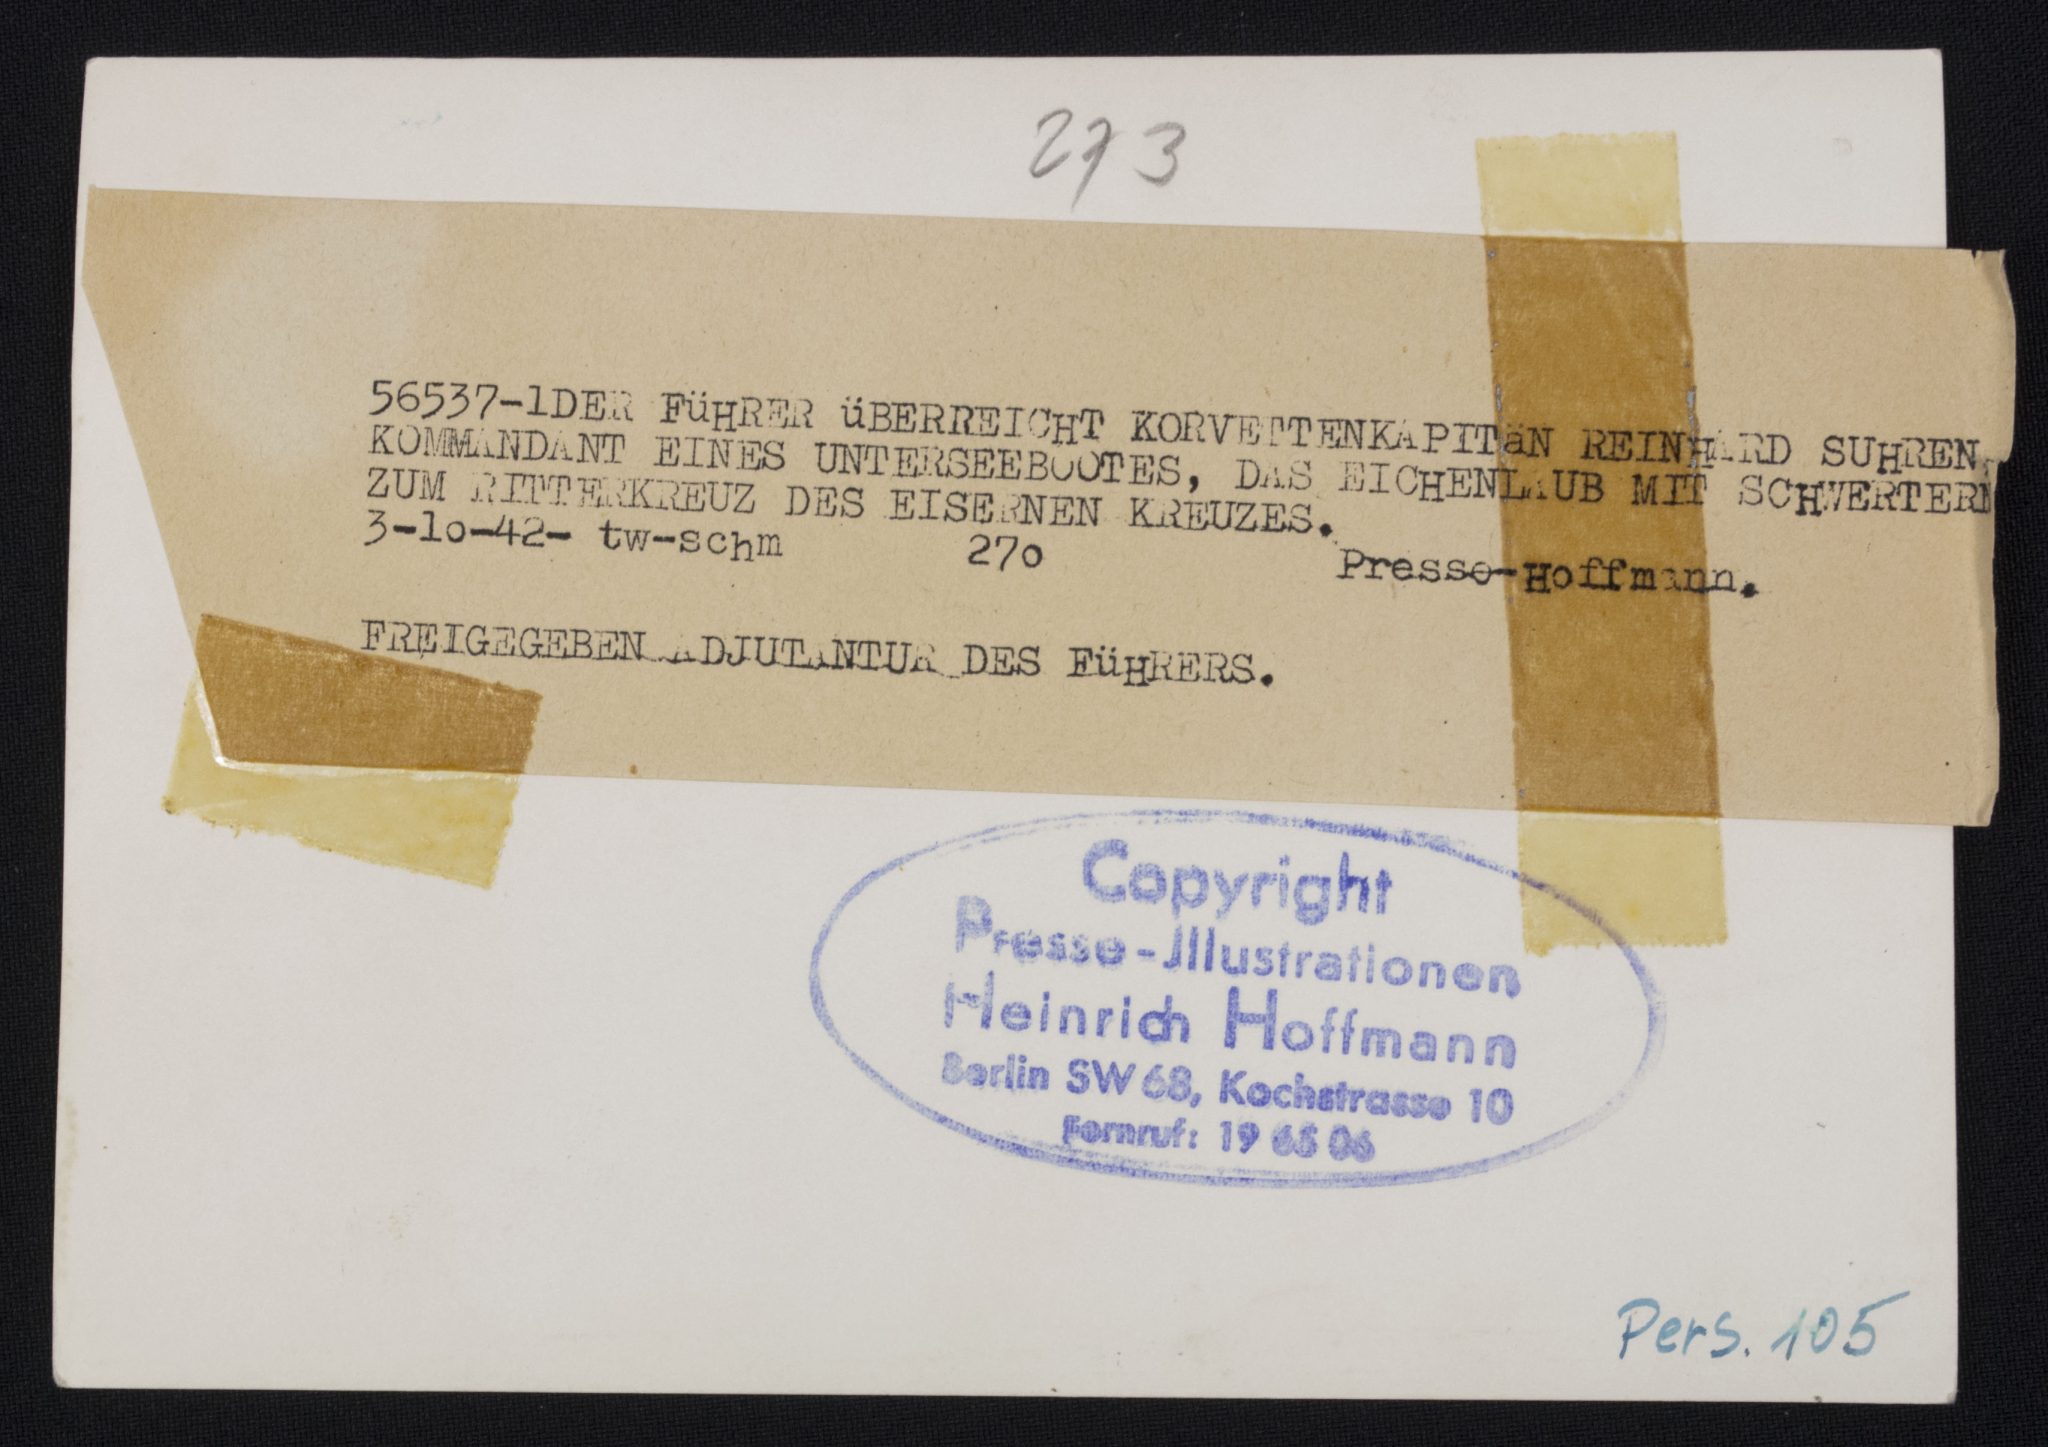 273
56537-1DER FüHRER üBERREICHT KORVETTENKAPITäN REINHARD SUHREN,
KOMMANDANT EINES UNTERSEEBOOTES, DAS EICHENLAUB MIT SCHWERTERN
ZUM RITTERKREUZ DES EISERNEN KREUZES.
3-1o-42- tw-schm 27o Presse-Hoffmann.
FREIGEGEBEN ADJUTANTUR DES FüHRERS.
Copyright
Presse-Jllustrationen
Heinrich Hoffmann
Berlin SW 68, Kochstrasse 10
Fernruf: 19 65 06
Pers. 105